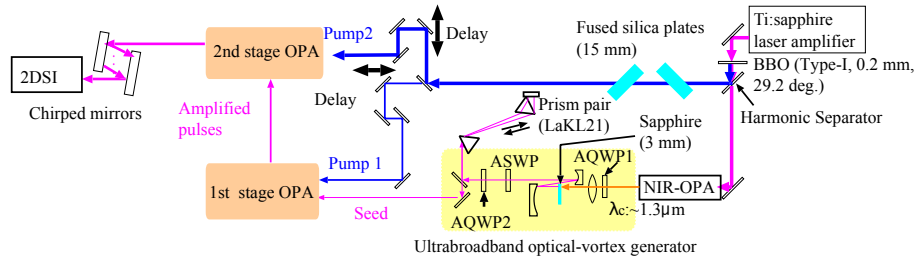 Ti:sapphire
laser amplifier
Fused silica plates
(15 mm)
2nd stage OPA
Pump2
Delay
BBO (Type-I, 0.2 mm,
29.2 deg.)
2DSI
Delay
Prism pair
(LaKL21)
Harmonic Separator
Chirped mirrors
Amplified
pulses
Sapphire
(3 mm)
AQWP1
ASWP
Pump 1
1st stage OPA
NIR-OPA
Seed
AQWP2
λc:~1.3μm
Ultrabroadband optical-vortex generator